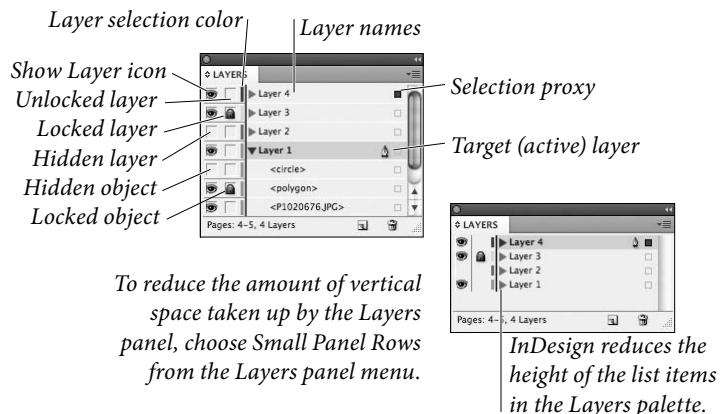 Layer selection color
Layer names
Show Layer icon
Unlocked layer
Locked layer
Hidden layer
Hidden object
Locked object
LAYERS
Layer 4
Layer 3
Layer 2
Layer 1
<circle>
<polygon>
<P1020676.JPG>
Pages: 4–5, 4 Layers
Selection proxy
Target (active) layer
To reduce the amount of vertical
space taken up by the Layers
panel, choose Small Panel Rows
from the Layers panel menu.
LAYERS
Layer 4
Layer 3
Layer 2
Layer 1
Pages: 4–5, 4 Layers
InDesign reduces the
height of the list items
in the Layers palette.